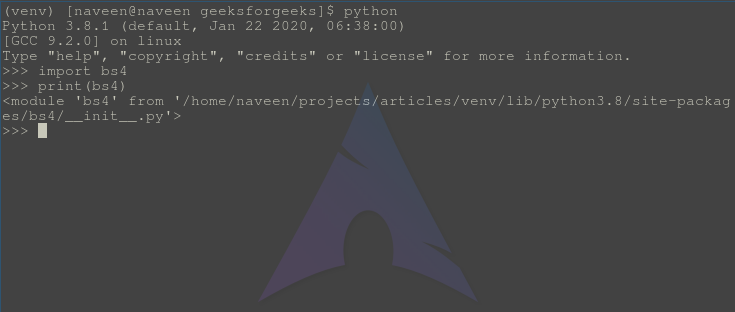 (venv) [naveen@naveen geeksforgeeks]$ python
Python 3.8.1 (default, Jan 22 2020, 06:38:00)
[GCC 9.2.0] on linux
Type "help", "copyright", "credits" or "license" for more information.
>>> import bs4
>>> print(bs4)
<module 'bs4' from '/home/naveen/projects/articles/venv/lib/python3.8/site-packag
es/bs4/__init__.py'>
>>>